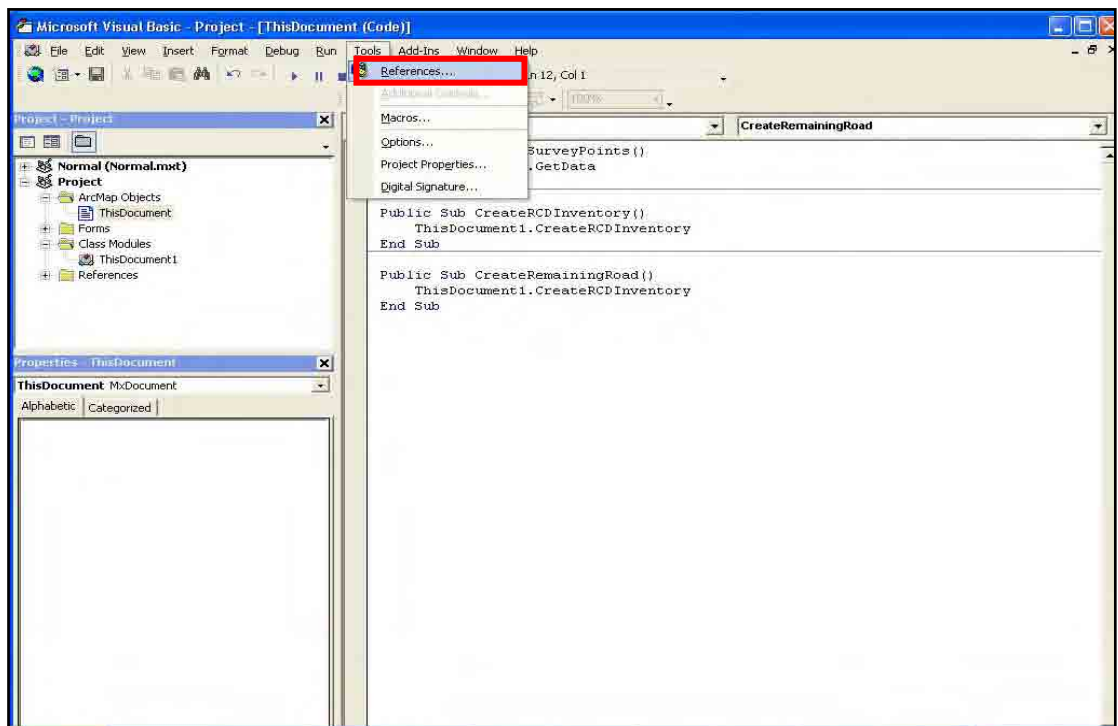 Microsoft Visual Basic - Project - [ThisDocument (Code)]
File Edit View Insert Format Debug Run Tools Add-Ins Window Help
References...
n 12, Col 1
Additional Controls...
100%
Project - Project
Macros...
CreateRemainingRoad
Options...
SurveyPoints()
Project Properties...
.GetData
Digital Signature...
Normal (Normal.mxt)
Project
ArcMap Objects
ThisDocument
Forms
Class Modules
ThisDocument1
References
Public Sub CreateRCDInventory()
ThisDocument1.CreateRCDInventory
End Sub
Public Sub CreateRemainingRoad()
ThisDocument1.CreateRCDInventory
End Sub
Properties - ThisDocument
ThisDocument MxDocument
Alphabetic Categorized